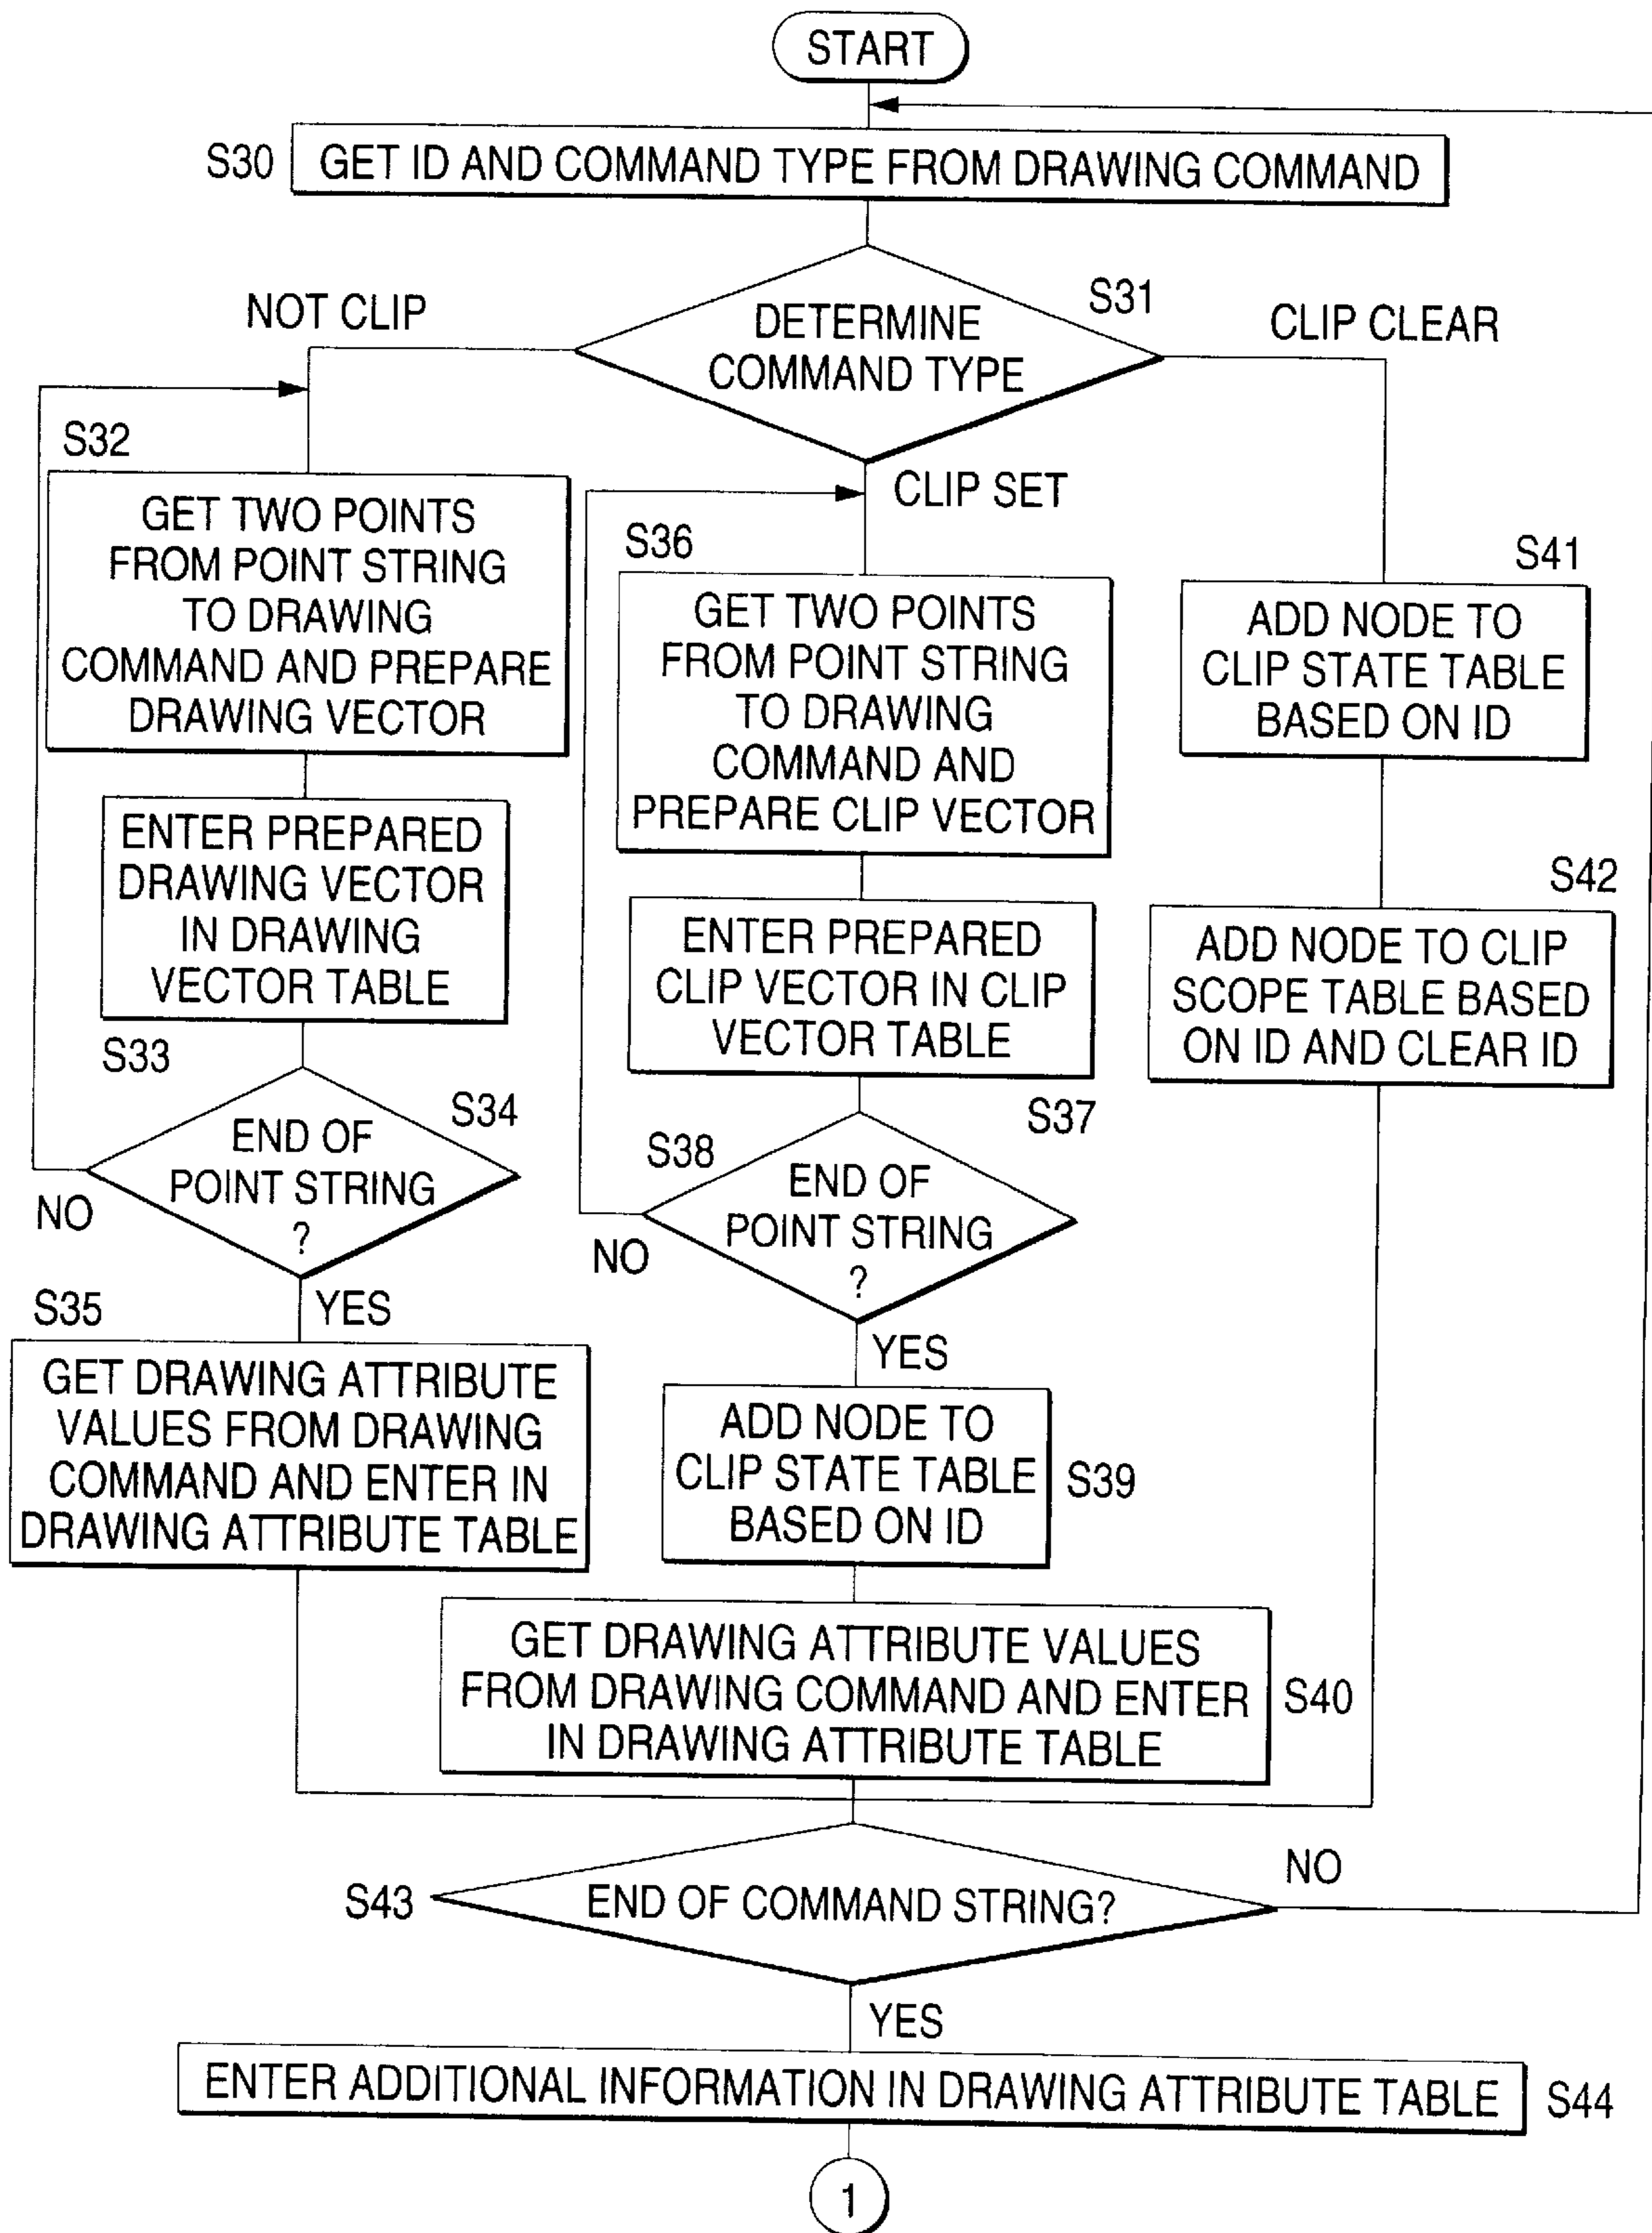 START
S30
GET ID AND COMMAND TYPE FROM DRAWING COMMAND
S31
DETERMINE
COMMAND TYPE
NOT CLIP
CLIP CLEAR
CLIP SET
S32
GET TWO POINTS
FROM POINT STRING
TO DRAWING
COMMAND AND PREPARE
DRAWING VECTOR
ENTER PREPARED
DRAWING VECTOR
IN DRAWING
VECTOR TABLE
S33
S34
END OF
POINT STRING
?
NO
YES
S35
GET DRAWING ATTRIBUTE
VALUES FROM DRAWING
COMMAND AND ENTER IN
DRAWING ATTRIBUTE TABLE
S36
GET TWO POINTS
FROM POINT STRING
TO DRAWING
COMMAND AND
PREPARE CLIP VECTOR
ENTER PREPARED
CLIP VECTOR IN CLIP
VECTOR TABLE
S37
S38
END OF
POINT STRING
?
NO
YES
ADD NODE TO
CLIP STATE TABLE
BASED ON ID
S39
GET DRAWING ATTRIBUTE VALUES
FROM DRAWING COMMAND AND ENTER
IN DRAWING ATTRIBUTE TABLE
S40
S41
ADD NODE TO
CLIP STATE TABLE
BASED ON ID
S42
ADD NODE TO CLIP
SCOPE TABLE BASED
ON ID AND CLEAR ID
S43
END OF COMMAND STRING?
NO
YES
ENTER ADDITIONAL INFORMATION IN DRAWING ATTRIBUTE TABLE
S44
1